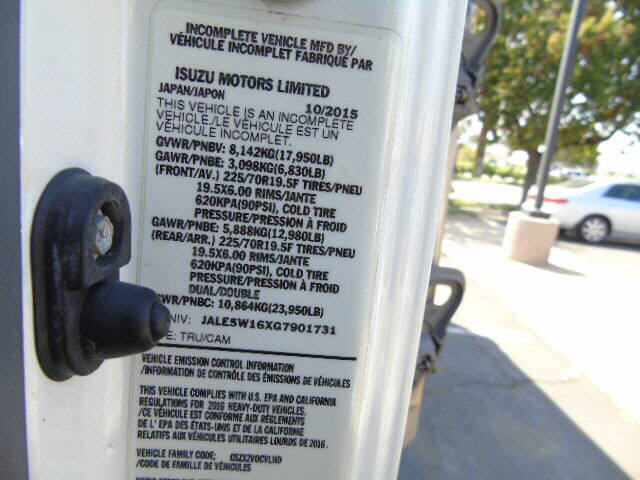 INCOMPLETE VEHICLE MFD BY/
VÉHICULE INCOMPLET FABRIQUÉ PAR
ISUZU MOTORS LIMITED
JAPAN/JAPON 10/2015
THIS VEHICLE IS AN INCOMPLETE
VEHICLE./LE VÉHICULE EST UN
VÉHICULE INCOMPLET.
GVWR/PNBV: 8,142KG(17,950LB)
GAWR/PNBE: 3,098KG(6,830LB)
(FRONT/AV.) 225/70R19.5F TIRES/PNEU
19.5X6.00 RIMS/JANTE
620KPA(90PSI), COLD TIRE
PRESSURE/PRESSION À FROID
GAWR/PNBE: 5,888KG(12,980LB)
(REAR/ARR.) 225/70R19.5F TIRES/PNEU
19.5X6.00 RIMS/JANTE
620KPA(90PSI), COLD TIRE
PRESSURE/PRESSION À FROID
DUAL/DOUBLE
WR/PNBC: 10,864KG(23,950LB)
NIV: JALE5W16XG7901731
E: TRU/CAM
VEHICLE EMISSION CONTROL INFORMATION
/INFORMATION DE CONTRÔLE DES ÉMISSIONS DE VÉHICULES
THIS VEHICLE COMPLIES WITH U.S. EPA AND CALIFORNIA
REGULATIONS FOR 2016 HEAVY-DUTY VEHICLES.
/CE VÉHICULE EST CONFORME AUX RÈGLEMENTS
DE L' EPA DES ÉTATS-UNIS ET DE LA CALIFORNIE
RELATIFS AUX VÉHICULES UTILITAIRES LOURDS DE 2016.
VEHICLE FAMILY CODE:
/CODE DE FAMILLE DE VÉHICULES